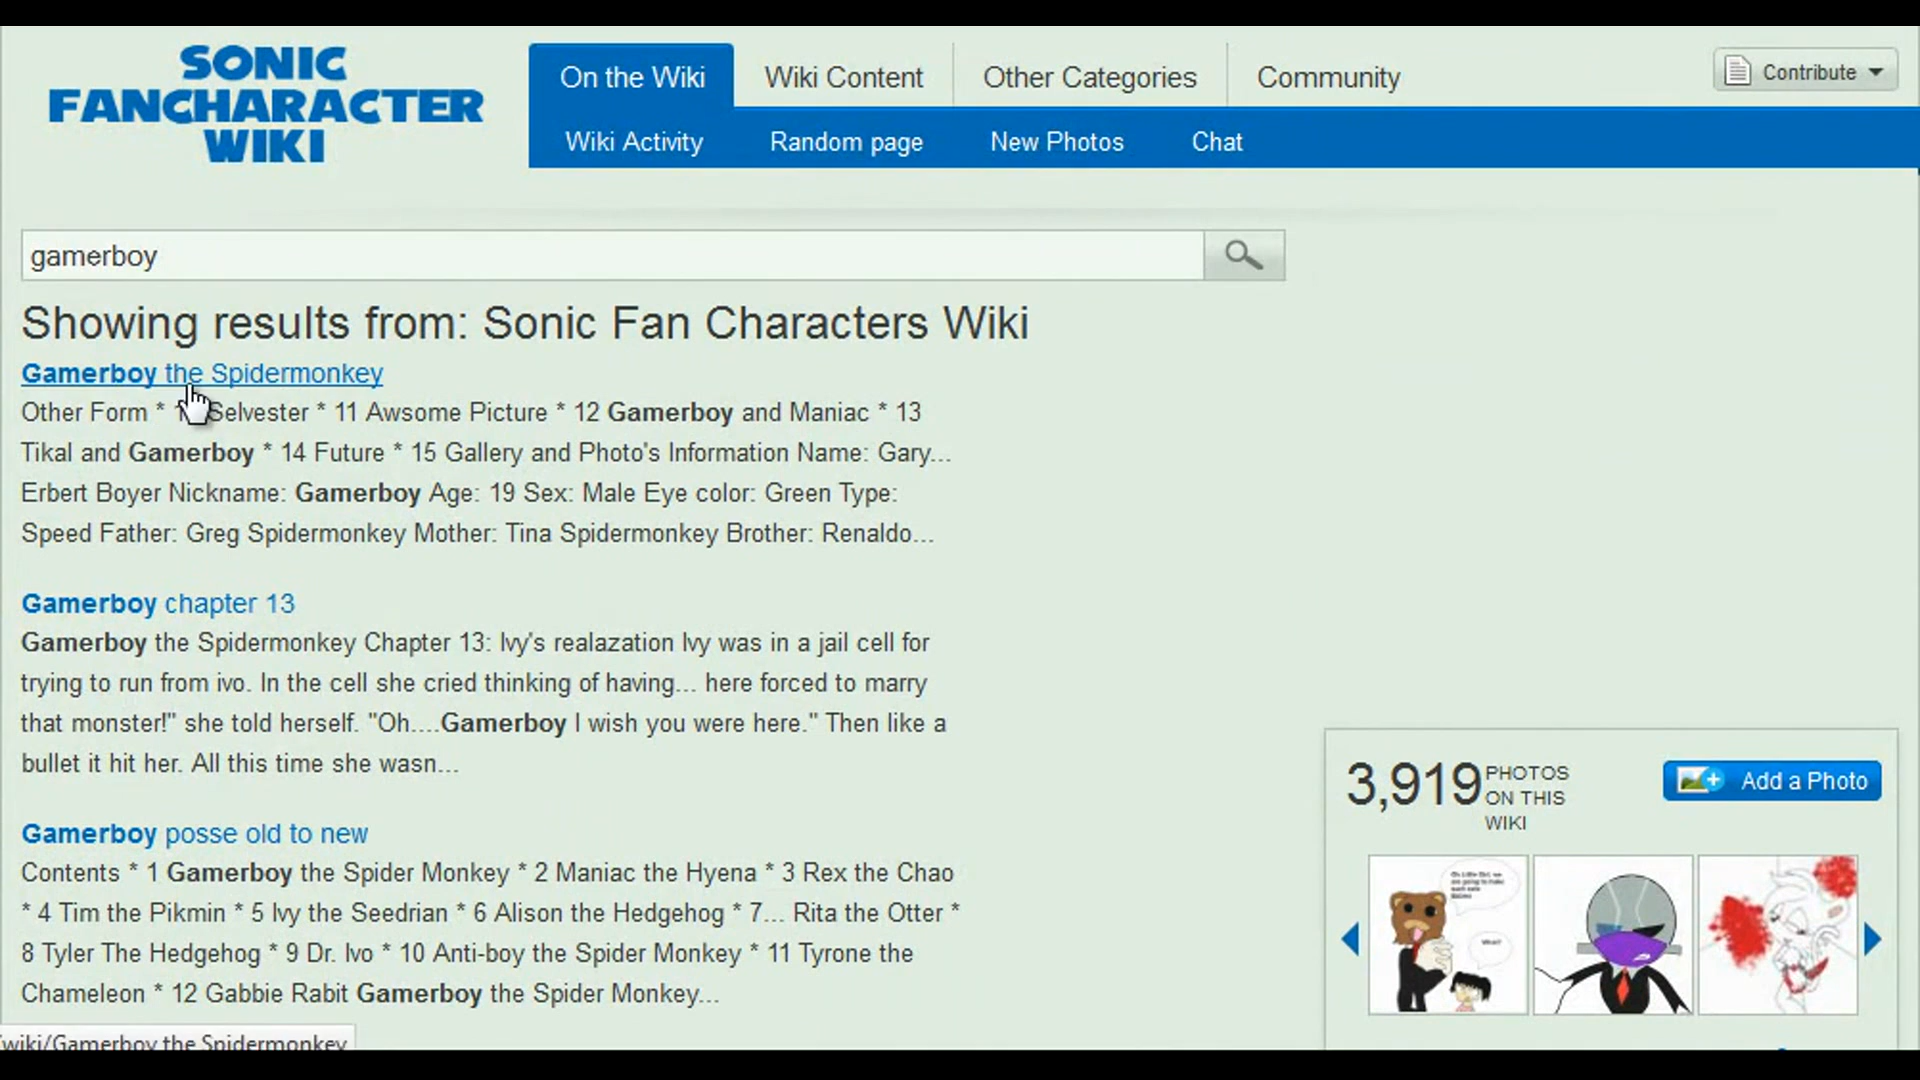 SONIC
FANCHARACTER
WIKI
On the Wiki
Wiki Content
Other Categories
Community
Contribute
Wiki Activity
Random page
New Photos
Chat
gamerboy
Showing results from: Sonic Fan Characters Wiki
Gamerboy the Spidermonkey
Other Form * Selvester * 11 Awsome Picture * 12 Gamerboy and Maniac * 13
Tikal and Gamerboy * 14 Future * 15 Gallery and Photo's Information Name: Gary...
Erbert Boyer Nickname: Gamerboy Age: 19 Sex: Male Eye color: Green Type:
Speed Father: Greg Spidermonkey Mother: Tina Spidermonkey Brother: Renaldo...
Gamerboy chapter 13
Gamerboy the Spidermonkey Chapter 13: Ivy's realazation Ivy was in a jail cell for
trying to run from ivo. In the cell she cried thinking of having... here forced to marry
that monster!" she told herself. "Oh....Gamerboy I wish you were here." Then like a
bullet it hit her. All this time she wasn...
Gamerboy posse old to new
Contents * 1 Gamerboy the Spider Monkey * 2 Maniac the Hyena * 3 Rex the Chao
* 4 Tim the Pikmin * 5 Ivy the Seedrian * 6 Alison the Hedgehog * 7... Rita the Otter *
8 Tyler The Hedgehog * 9 Dr. Ivo * 10 Anti-boy the Spider Monkey * 11 Tyrone the
Chameleon * 12 Gabbie Rabit Gamerboy the Spider Monkey...
3,919 PHOTOS
ON THIS
WIKI
Add a Photo
wiki/Gamerboy the Spidermonkey